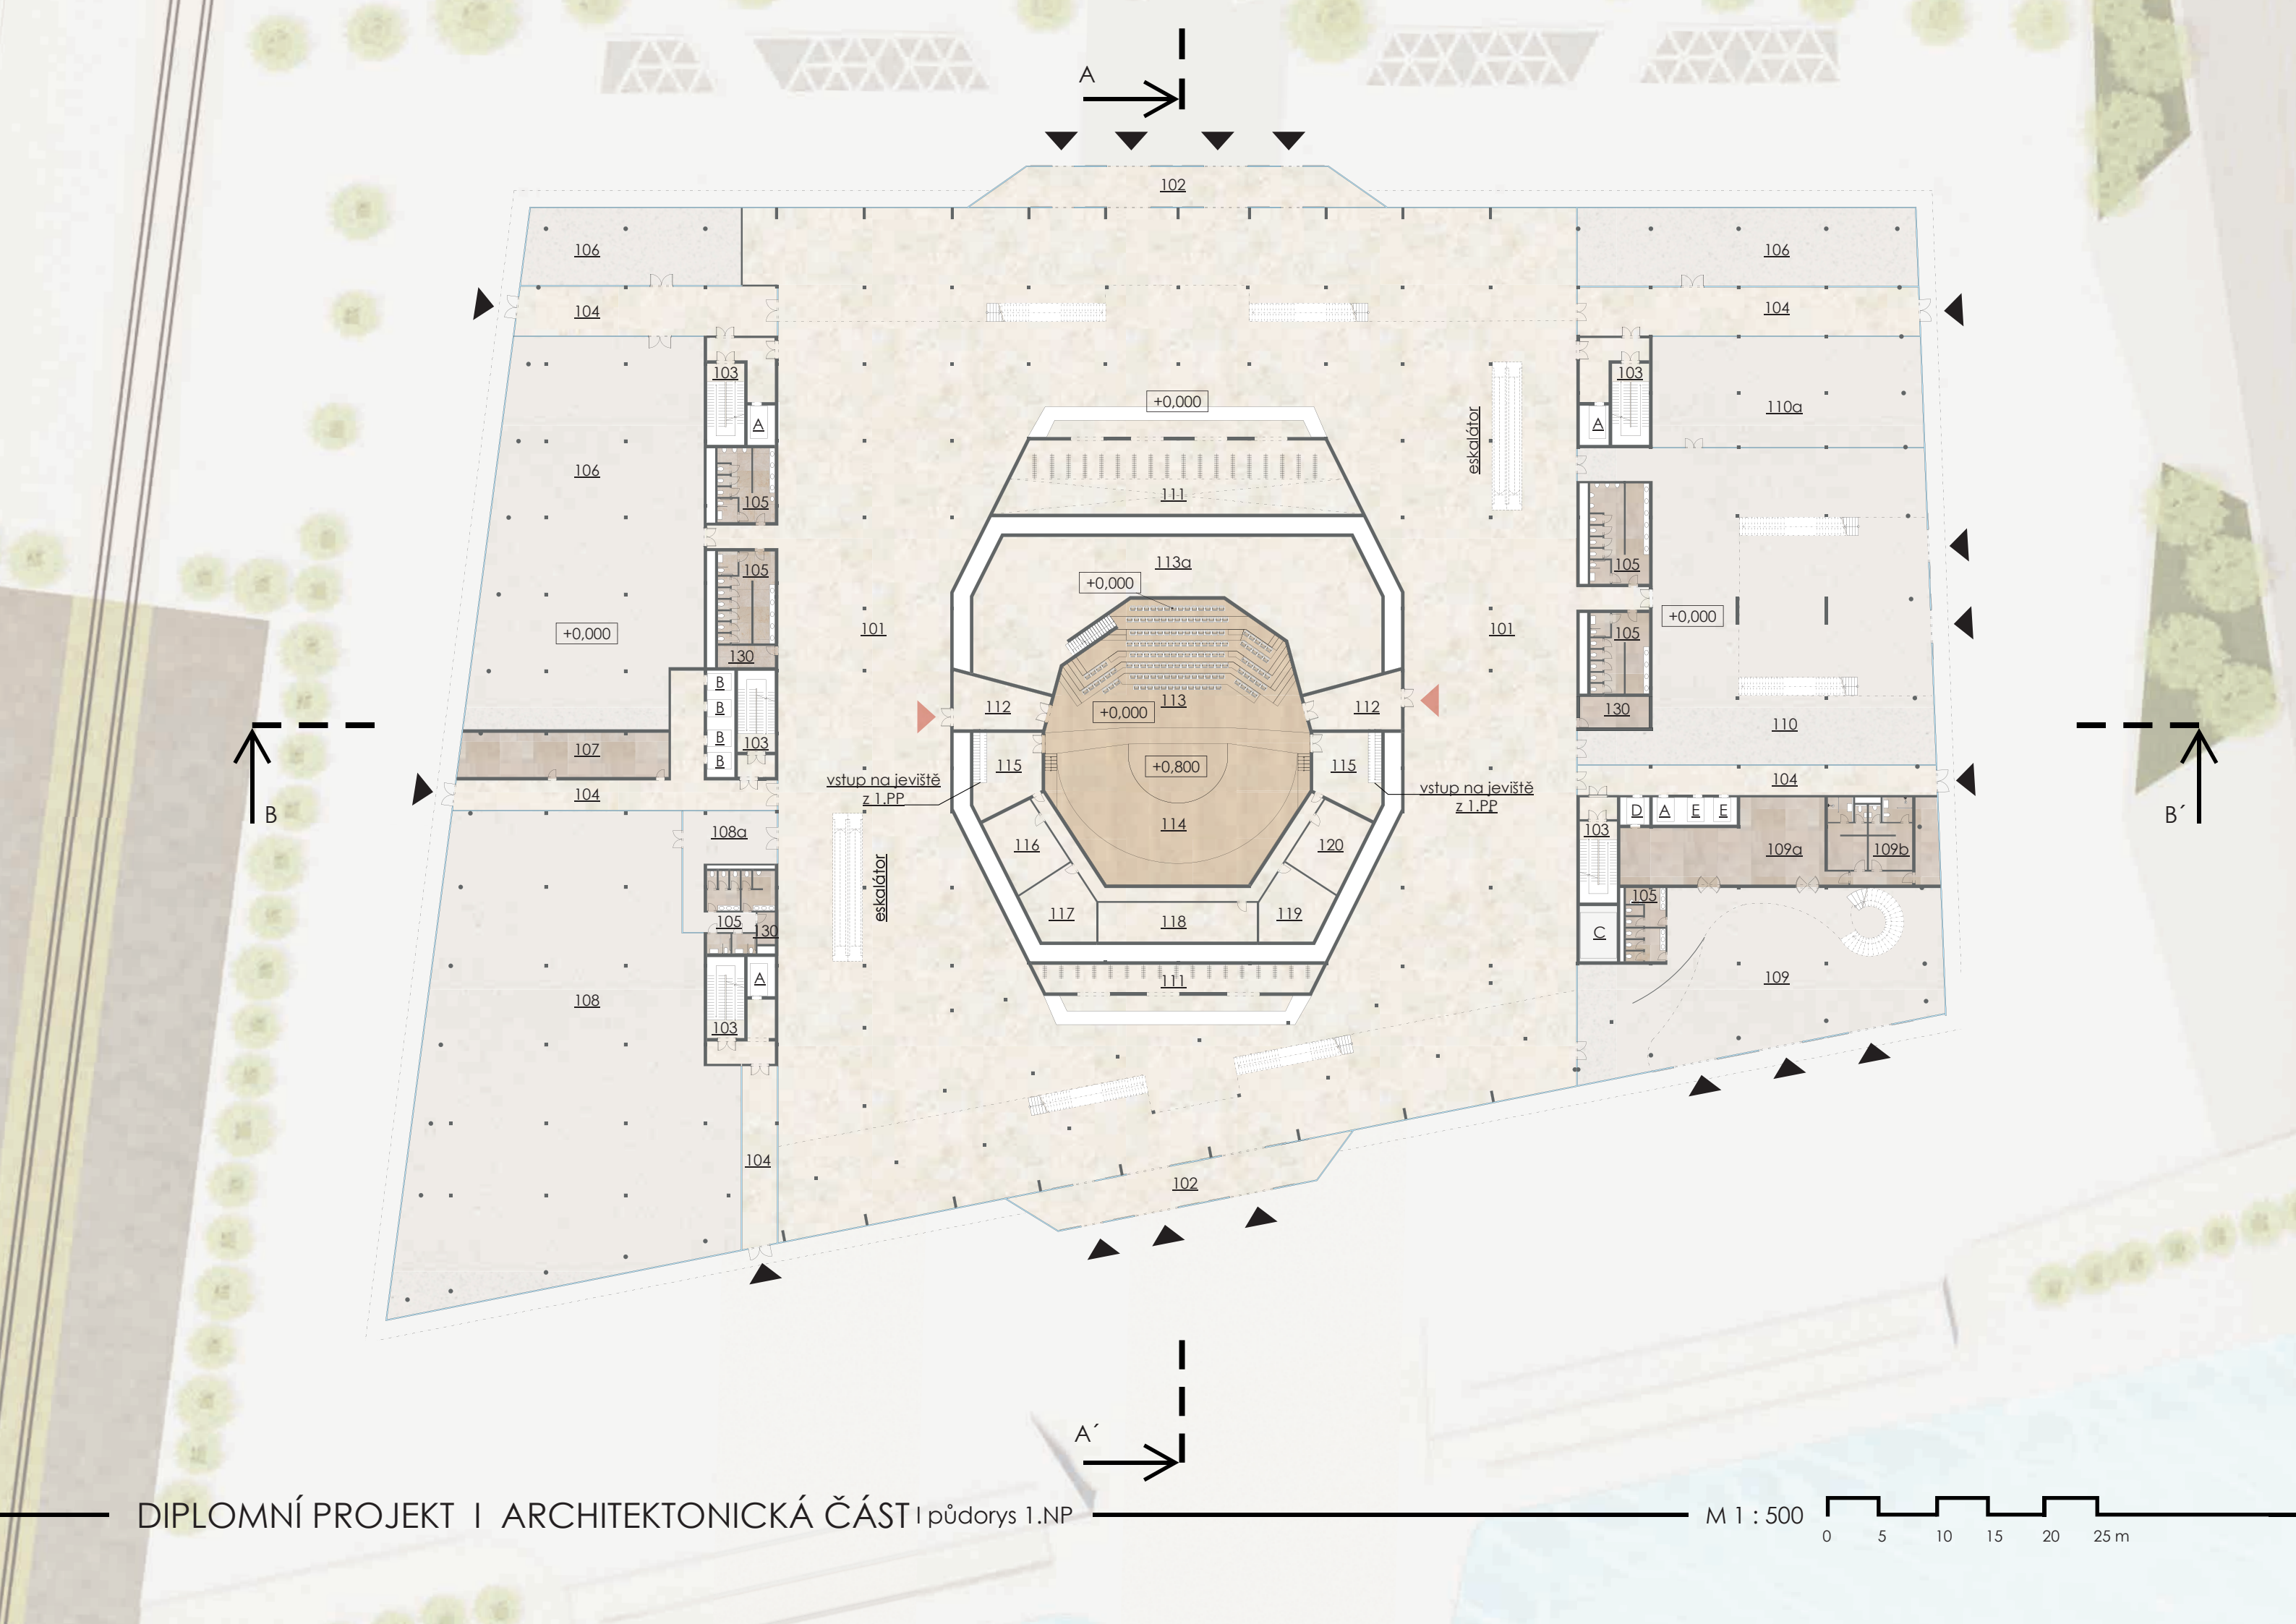 A
102
106
106
104
104
+0,000
103
103
A
A
110a
eskalátor
106
105
111
105
113a
105
+0,000
101
101
+0,000
105
+0,000
130
B
113
112
112
+0,000
130
B
110
B
103
107
B
115
+0,800
115
vstup na jeviště
z 1.PP
vstup na jeviště
z 1.PP
104
104
B
B´
D
A
E
E
108a
114
103
116
120
109a
109b
eskalátor
105
117
118
119
105
130
C
A
111
109
108
103
104
102
A´
DIPLOMNÍ PROJEKT I ARCHITEKTONICKÁ ČÁST I půdorys 1.NP
M 1 : 500
0 5 10 15 20 25 m